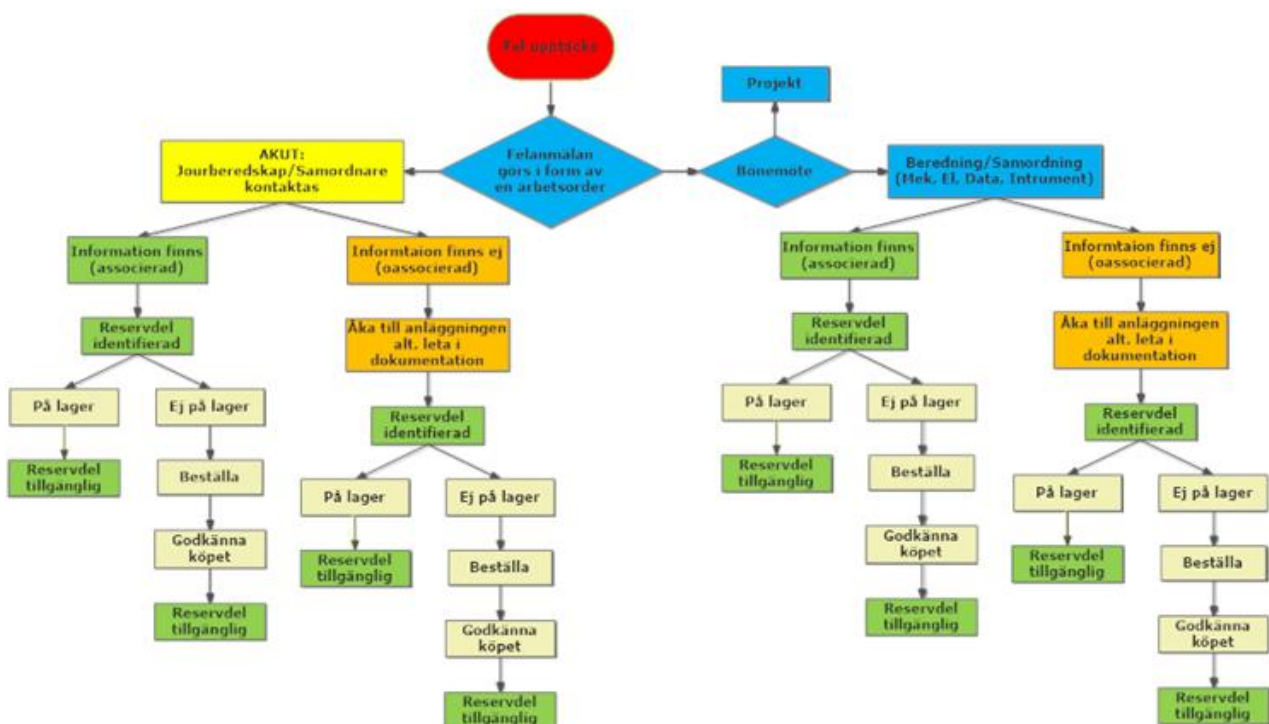 Fel upptäcks
Projekt
AKUT:
Jourberedskap/Samordnare
kontaktas
Felanmälan
görs i form av
en arbetsorder
Bönemöte
Beredning/Samordning
(Mek, El, Data, Intrument)
Information finns
(associerad)
Informtaion finns ej
(oassocierad)
Information finns
(associerad)
Informtaion finns ej
(oassocierad)
Reservdel
identifierad
Åka till anläggningen
alt. leta i
dokumentation
Reservdel
identifierad
Åka till anläggningen
alt. leta i
dokumentation
På lager
Ej på lager
Reservdel
identifierad
På lager
Ej på lager
Reservdel
identifierad
Reservdel
tillgänglig
Beställa
På lager
Ej på lager
Reservdel
tillgänglig
Beställa
På lager
Ej på lager
Godkänna
köpet
Reservdel
tillgänglig
Beställa
Godkänna
köpet
Reservdel
tillgänglig
Beställa
Reservdel
tillgänglig
Godkänna
köpet
Reservdel
tillgänglig
Godkänna
köpet
Reservdel
tillgänglig
Reservdel
tillgänglig